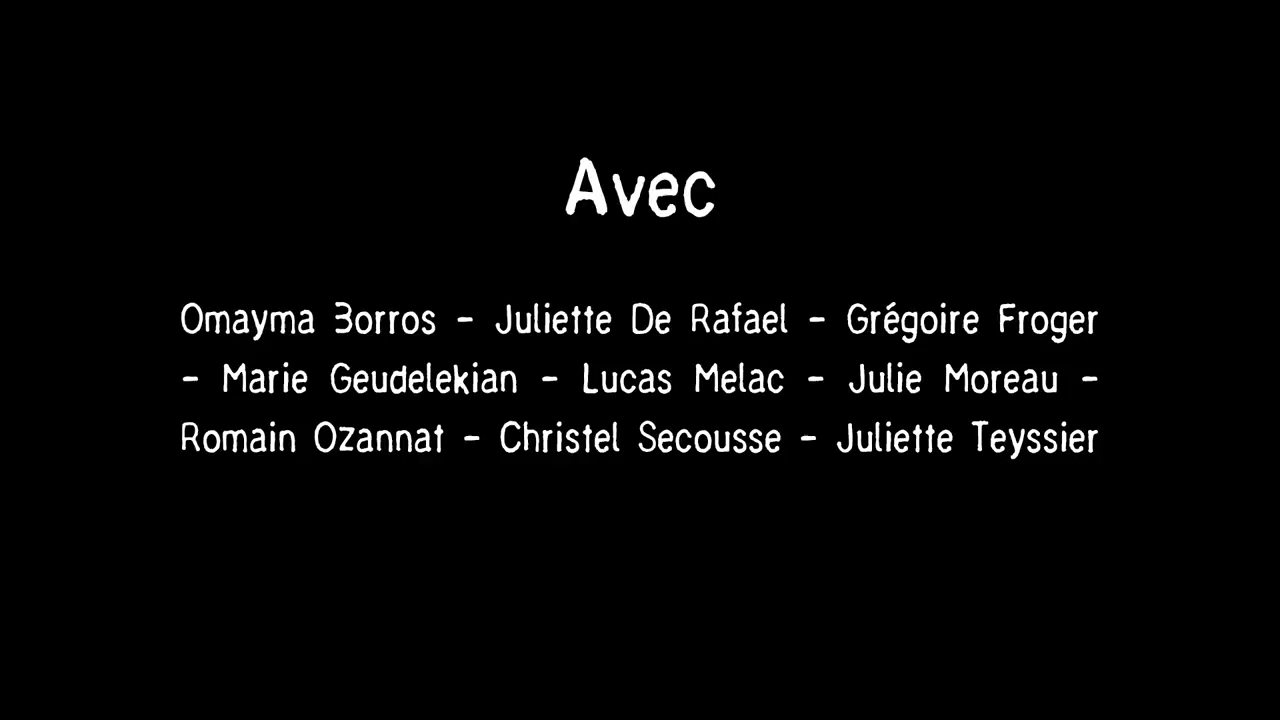 Avec
Omayma Borros - Juliette De Rafael - Grégoire Froger
- Marie Geudelekian - Lucas Melac - Julie Moreau -
Romain Ozannat - Christel Secousse - Juliette Teyssier